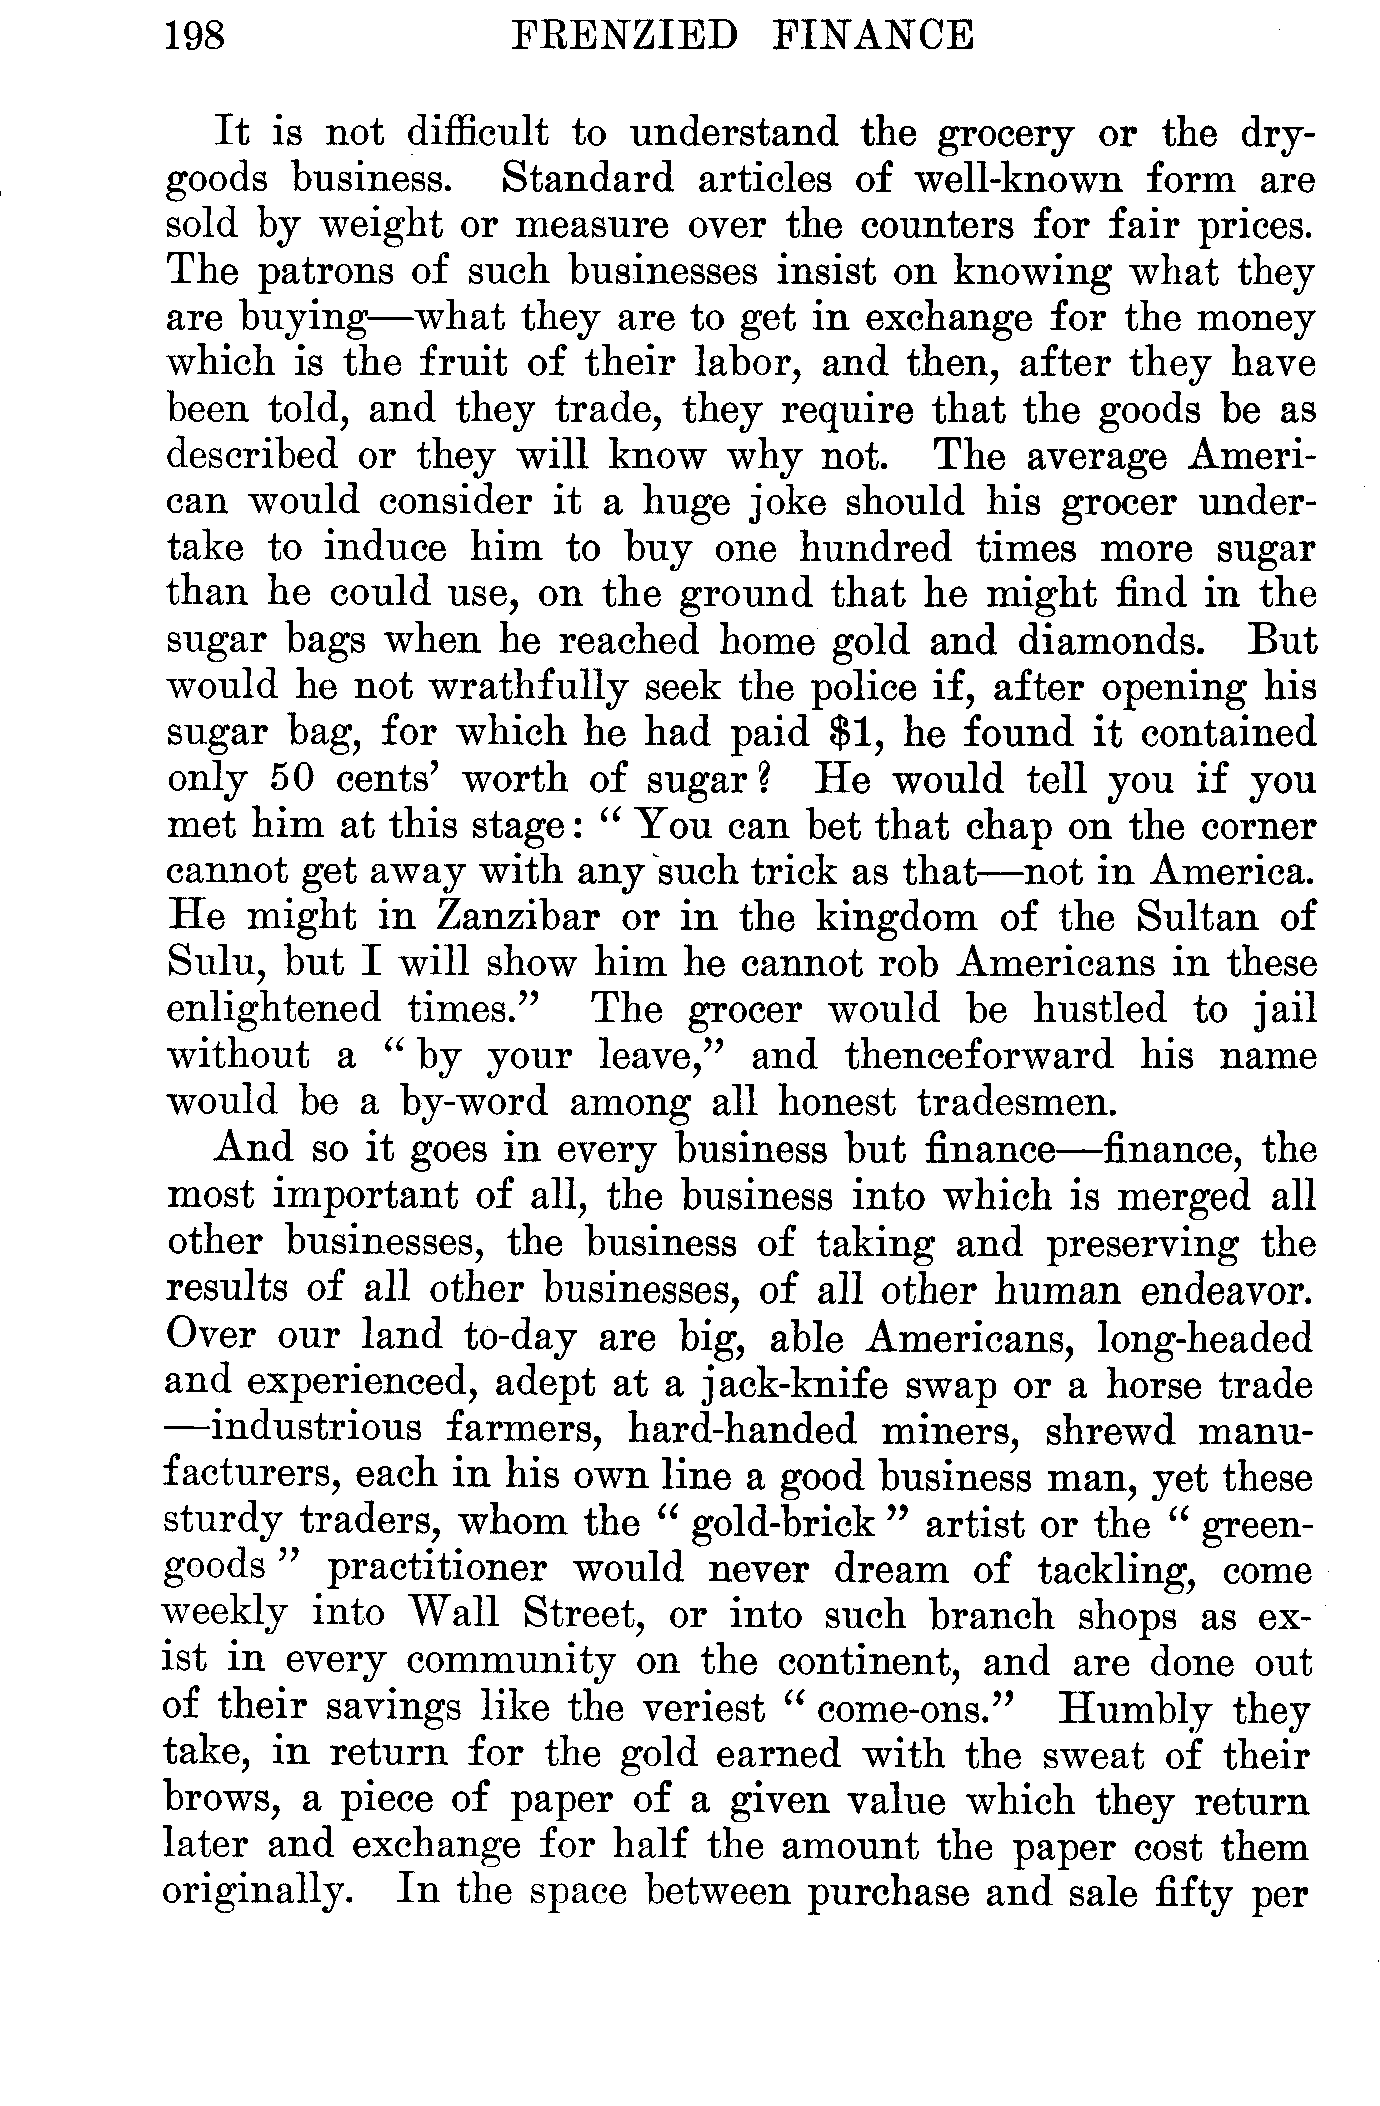 198 FRENZIED FINANCE
It is not difficult to understand the grocery or the dry-
goods business. Standard articles of well-known form are
sold by weight or measure over the counters for fair prices.
The patrons of such businesses insist on knowing what they
are buying—what they are to get in exchange for the money
which is the fruit of their labor, and then, after they have
been told, and they trade, they require that the goods be as
described or they will know why not. The average Ameri-
can would consider it a huge joke should his grocer under-
take to induce him to buy one hundred times more sugar
than he could use, on the ground that he might find in the
sugar bags when he reached home gold and diamonds. But
would he not wrathfully seek the police if, after opening his
sugar bag, for which he had paid $1, he found it contained
only 50 cents’ worth of sugar? He would tell you if you
met him at this stage: “ You can bet that chap on the corner
cannot get away with any such trick as that—not in America.
He might in Zanzibar or in the kingdom of the Sultan of
Sulu, but I will show him he cannot rob Americans in these
enlightened times.” The grocer would be hustled to jail
without a “ by your leave,” and thenceforward his name
would be a by-word among all honest tradesmen.
And so it goes in every business but finance—finance, the
most important of all, the business into which is merged all
other businesses, the business of taking and preserving the
results of all other businesses, of all other human endeavor.
Over our land to-day are big, able Americans, long-headed
and experienced, adept at a jack-knife swap or a horse trade
—industrious farmers, hard-handed miners, shrewd manu-
facturers, each in his own line a good business man, yet these
sturdy traders, whom the “ gold-brick ” artist or the “ green-
goods ” practitioner would never dream of tackling, come
weekly into Wall Street, or into such branch shops as ex-
ist in every community on the continent, and are done out
of their savings like the veriest “ come-ons.” Humbly they
take, in return for the gold earned with the sweat of their
brows, a piece of paper of a given value which they return
later and exchange for half the amount the paper cost them
originally. In the space between purchase and sale fifty per